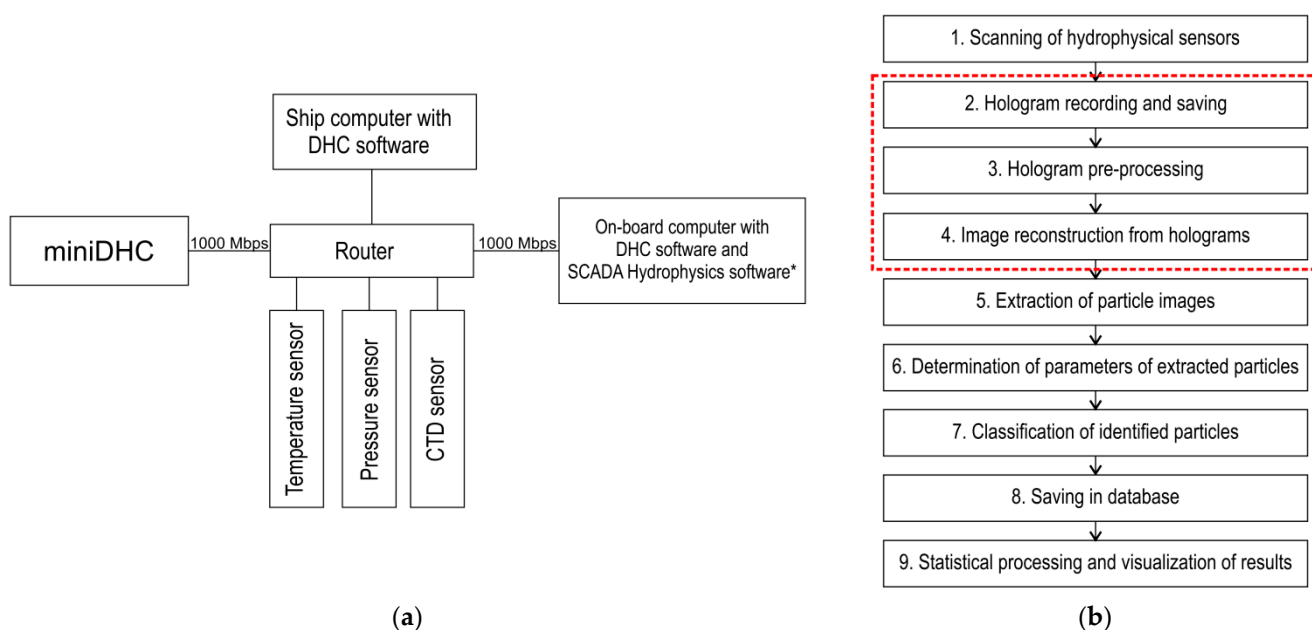 Ship computer with
DHC software
miniDHC
1000 Mbps
Router
1000 Mbps
On-board computer with
DHC software and
SCADA Hydrophysics software*
Temperature sensor
Pressure sensor
CTD sensor
(a)
1. Scanning of hydrophysical sensors
2. Hologram recording and saving
3. Hologram pre-processing
4. Image reconstruction from holograms
5. Extraction of particle images
6. Determination of parameters of extracted particles
7. Classification of identified particles
8. Saving in database
9. Statistical processing and visualization of results
(b)